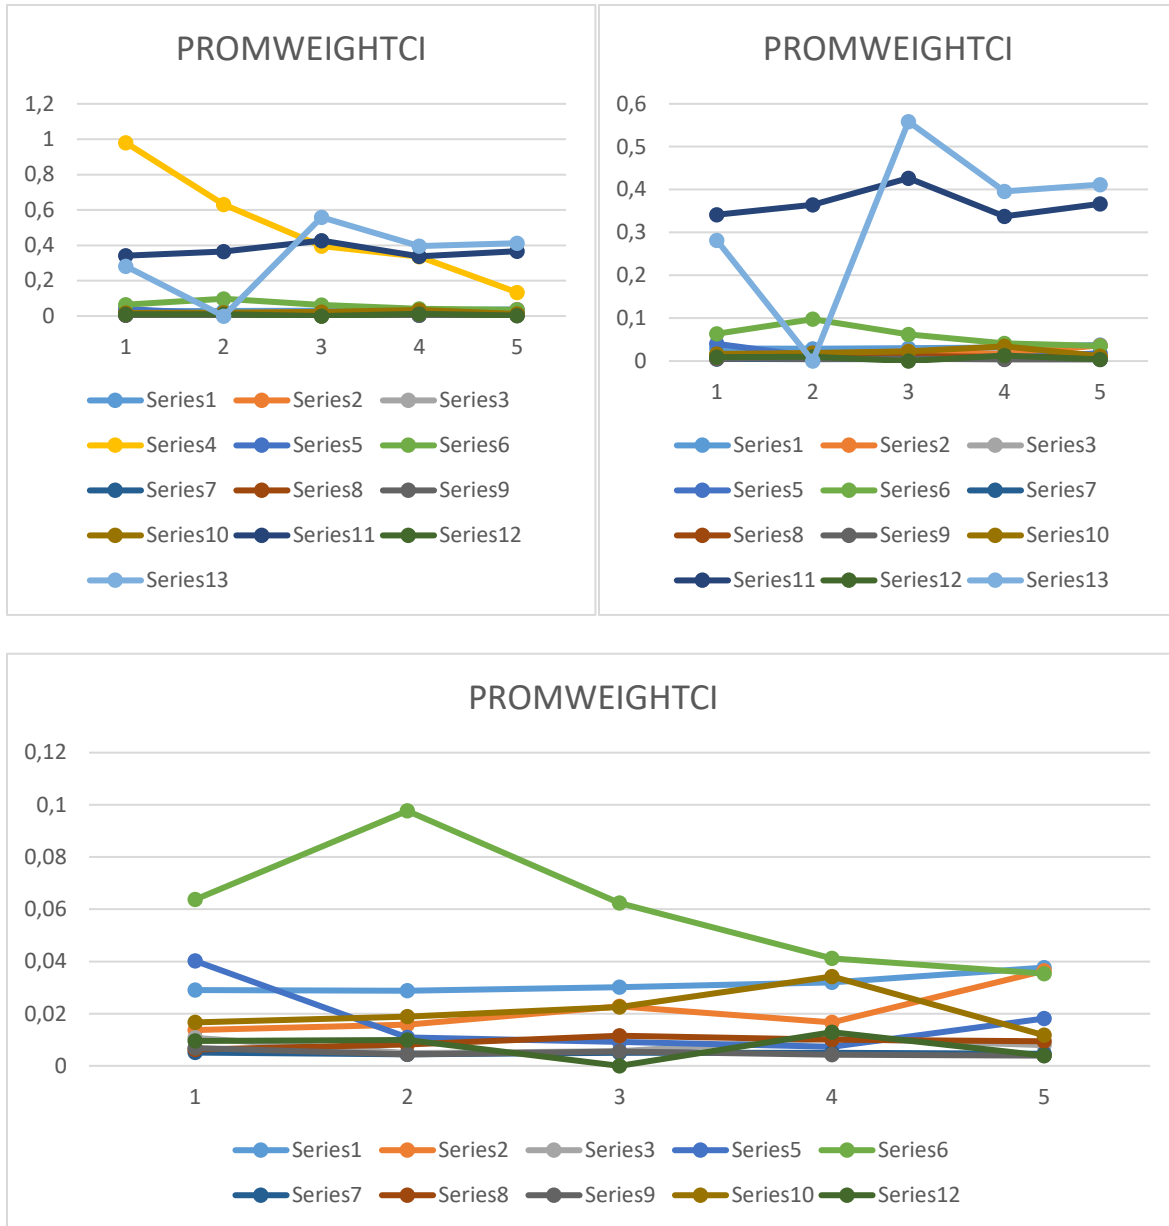 PROMWEIGHTCI
1,2
1
0,8
0,6
0,4
0,2
0
1 2 3 4 5
Series1 Series2 Series3
Series4 Series5 Series6
Series7 Series8 Series9
Series10 Series11 Series12
Series13
PROMWEIGHTCI
0,6
0,5
0,4
0,3
0,2
0,1
0
1 2 3 4 5
Series1 Series2 Series3
Series5 Series6 Series7
Series8 Series9 Series10
Series11 Series12 Series13
PROMWEIGHTCI
0,12
0,1
0,08
0,06
0,04
0,02
0
1 2 3 4 5
Series1 Series2 Series3 Series5 Series6
Series7 Series8 Series9 Series10 Series12